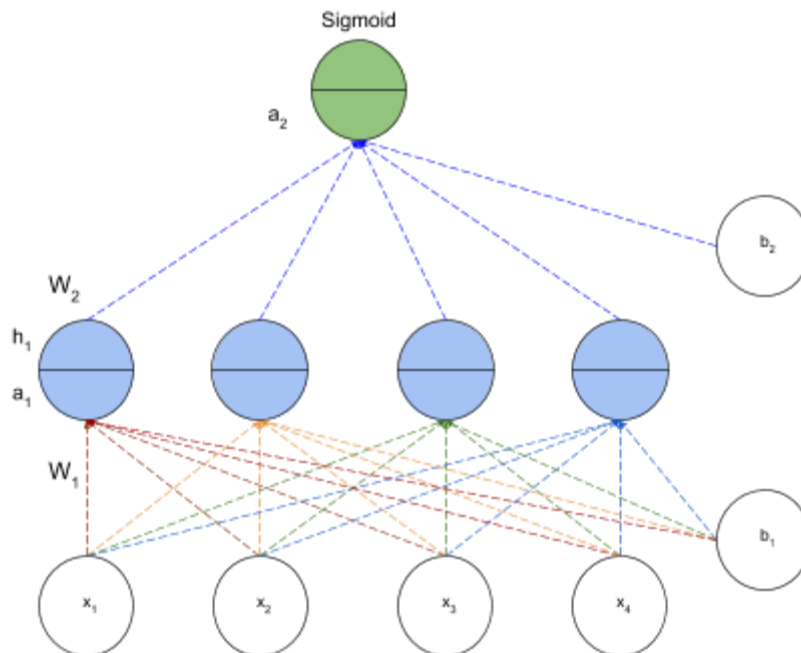 Sigmoid
a₂
b₂
W₂
h₁
a₁
W₁
b₁
x₁ x₂ x₃ x₄